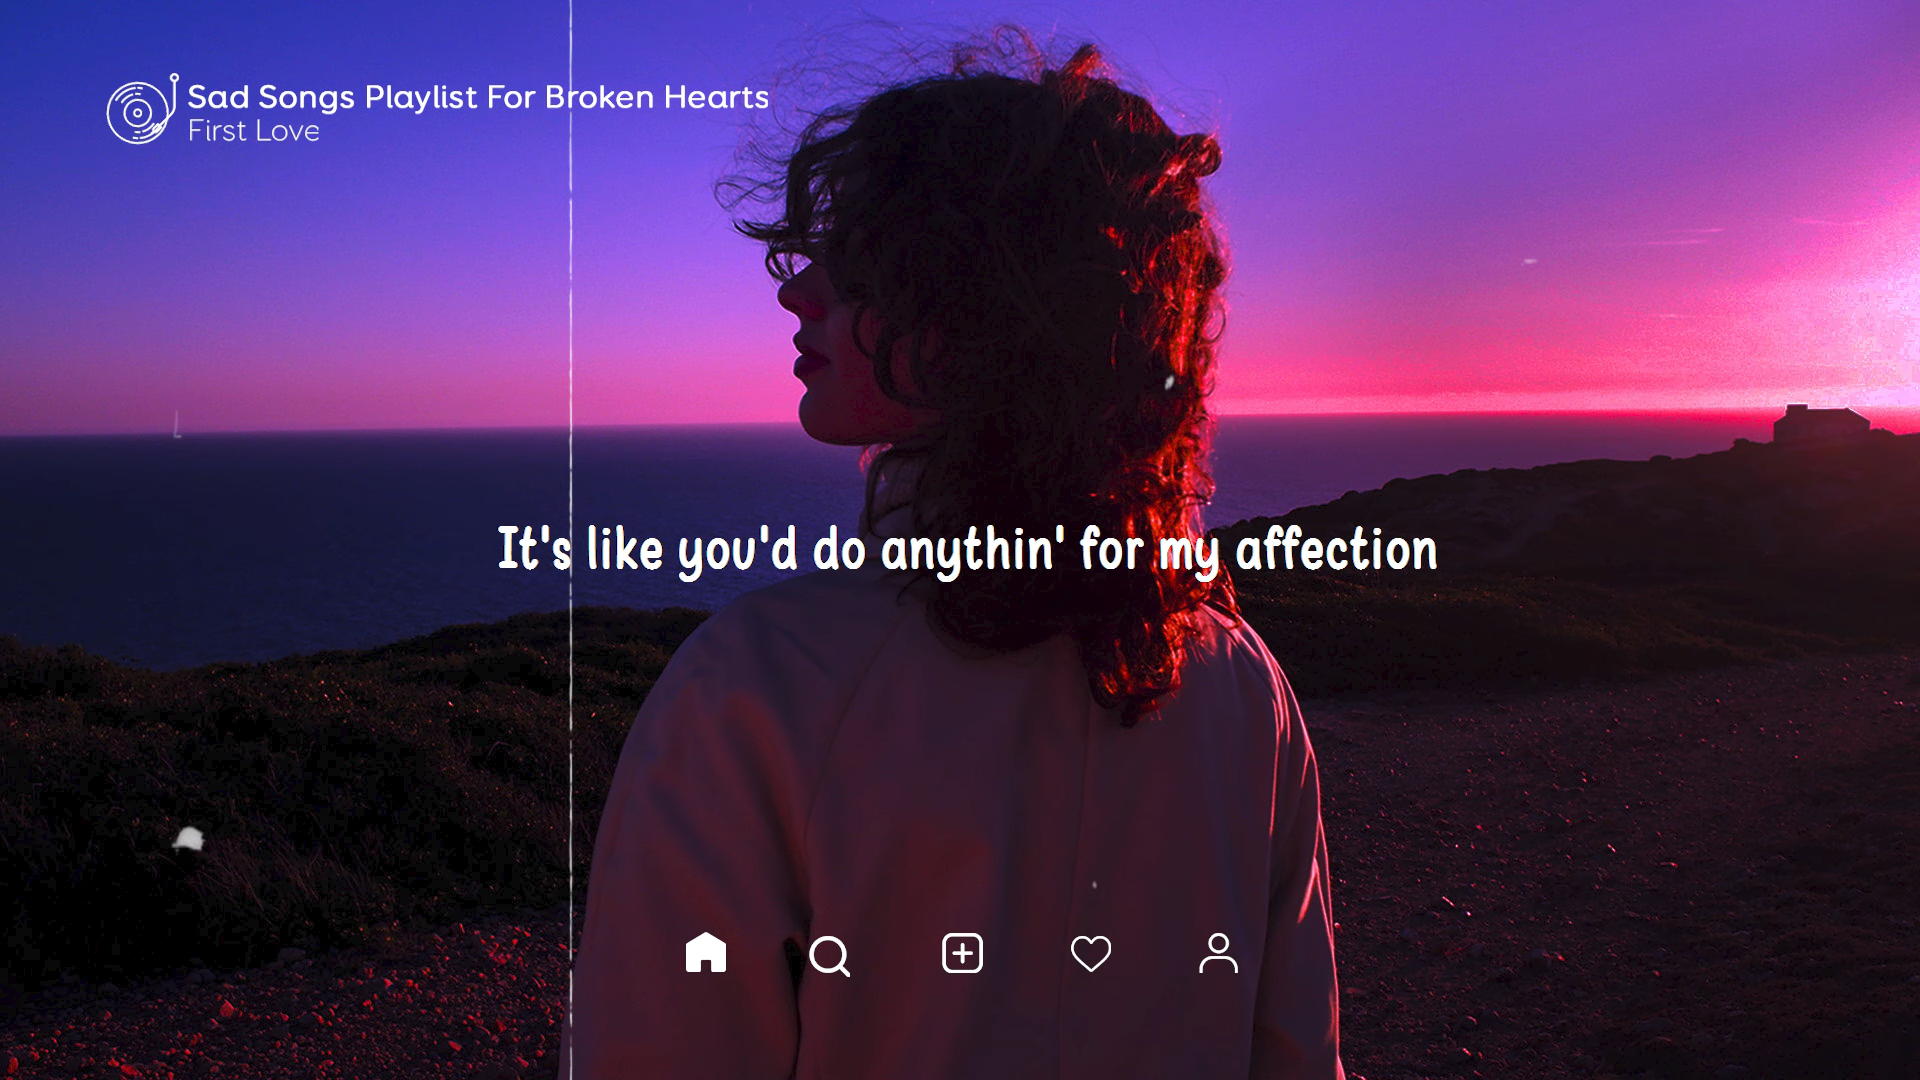 Sad Songs Playlist For Broken Hearts
First Love
It's like you'd do anythin' for my affection